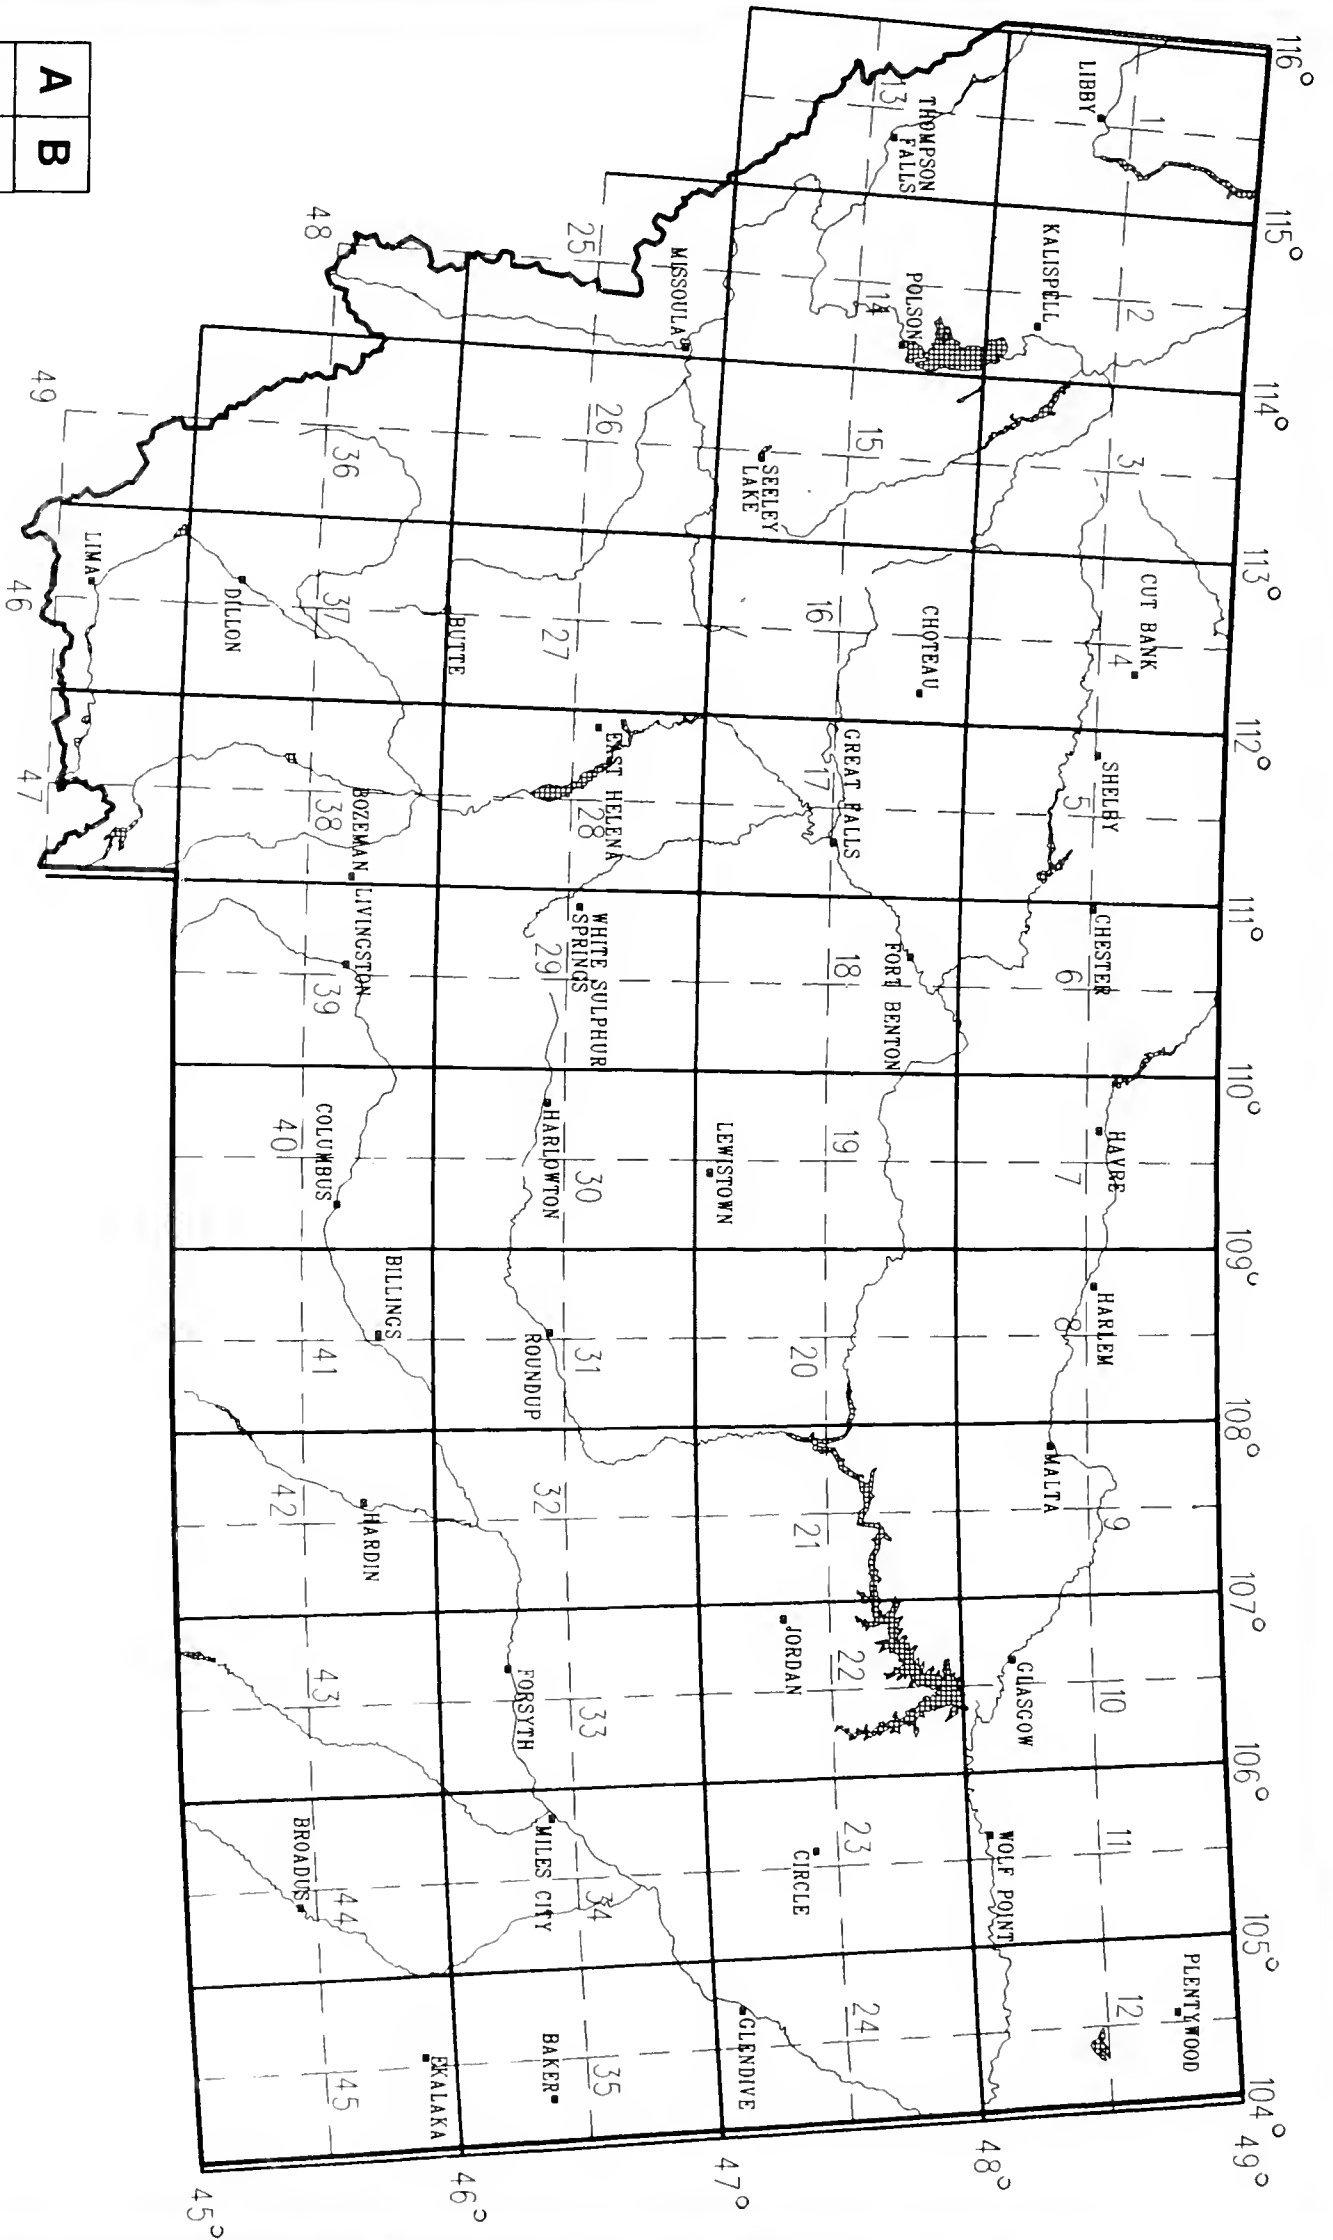 116°
115°
114°
113°
112°
111°
110°
109°
108°
107°
106°
105°
104°
49°
48°
47°
46°
45°
1
2
3
4
5
6
7
8
9
10
11
12
LIBBY
KALISPELL
CUT BANK
SHELBY
CHESTER
HAVRE
HARLEM
MALTA
GLASGOW
WOLF POINT
PLENTYWOOD
13
14
15
16
17
18
19
20
21
22
23
24
THOMPSON
FALLS
POLSON
SEELEY
LAKE
CHOTEAU
GREAT FALLS
FORT BENTON
LEWISTOWN
JORDAN
CIRCLE
GLENDIVE
25
26
27
28
29
30
31
32
33
34
35
MISSOULA
BUTTE
EAST HELENA
WHITE SULPHUR
SPRINGS
HARLOWTON
ROUNDUP
FORSYTH
MILES CITY
BAKER
48
36
37
38
39
40
41
42
43
44
45
DILLON
BOZEMAN
LIVINGSTON
COLUMBUS
BILLINGS
HARDIN
BROADUS
EKALAKA
49
46
47
LIMA
A
B